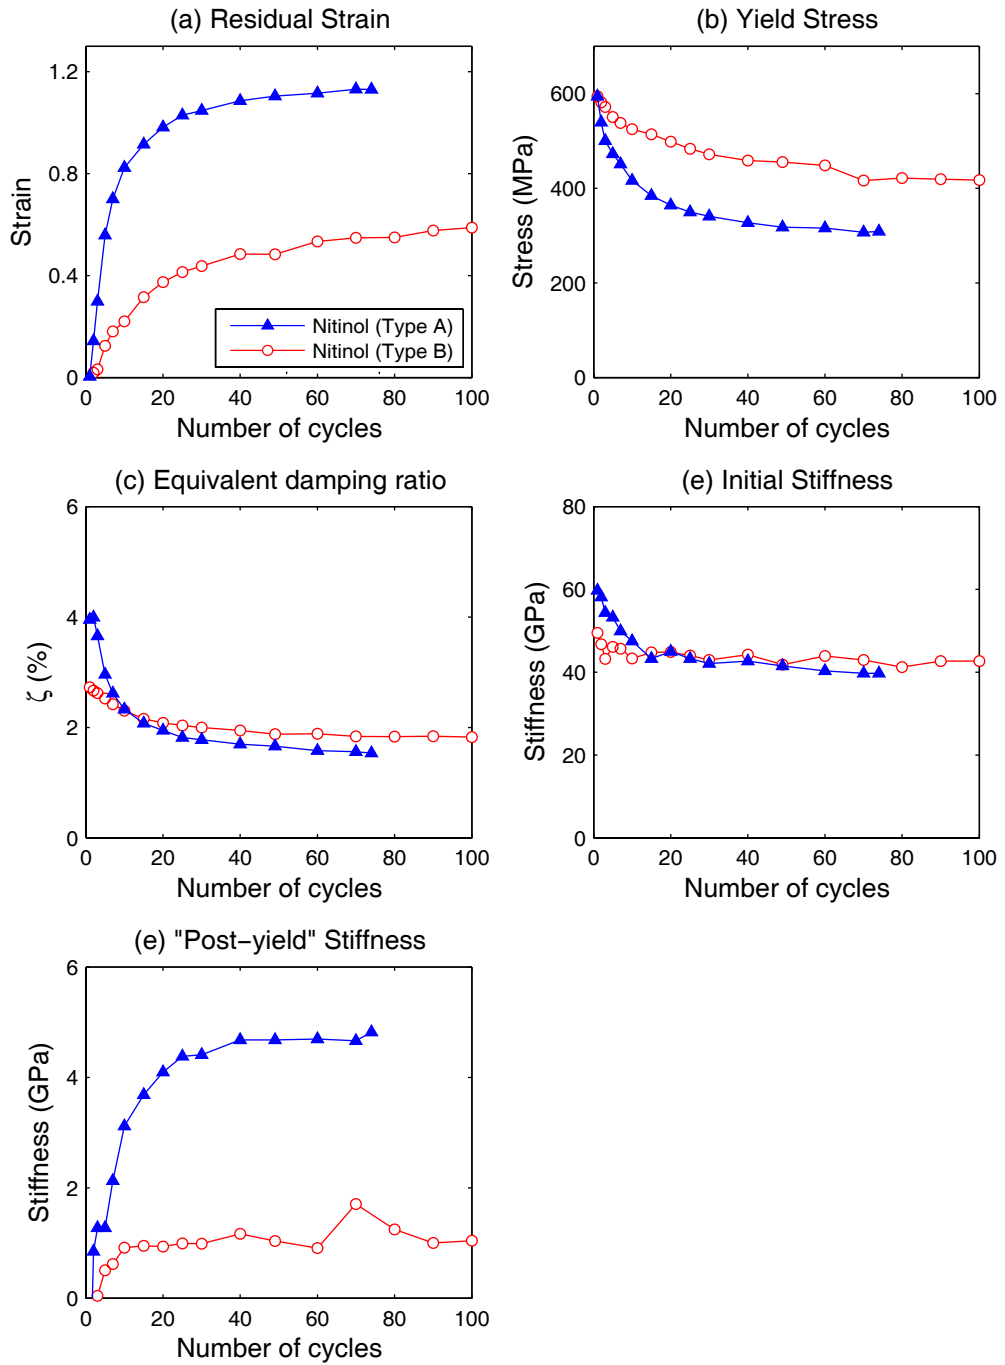 (a) Residual Strain
1.2
0.8
0.4
0
Strain
Nitinol (Type A)
Nitinol (Type B)
0 20 40 60 80 100
Number of cycles
(b) Yield Stress
600
400
200
0
Stress (MPa)
0 20 40 60 80 100
Number of cycles
(c) Equivalent damping ratio
6
4
2
0
ζ (%)
0 20 40 60 80 100
Number of cycles
(e) Initial Stiffness
80
60
40
20
0
Stiffness (GPa)
0 20 40 60 80 100
Number of cycles
(e) "Post−yield" Stiffness
6
4
2
0
Stiffness (GPa)
0 20 40 60 80 100
Number of cycles